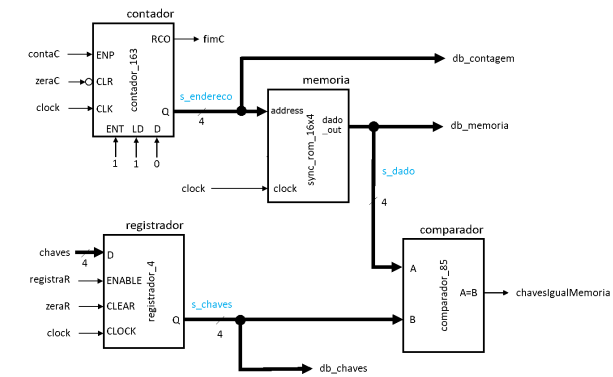 contador
RCO
fimC
contaC
ENP
contador_163
db_contagem
zeraC
CLR
memoria
s_endereco
clock
CLK
Q
4
address
dado
_out
db_memoria
ENT LD D
sync_rom_16x4
1 1 0
s_dado
clock
clock
4
registrador
comparador
chaves
4
D
registrador_4
A
comparador_85
registraR
ENABLE
A=B
chavesIgualMemoria
zeraR
CLEAR
s_chaves
Q
4
B
clock
CLOCK
db_chaves